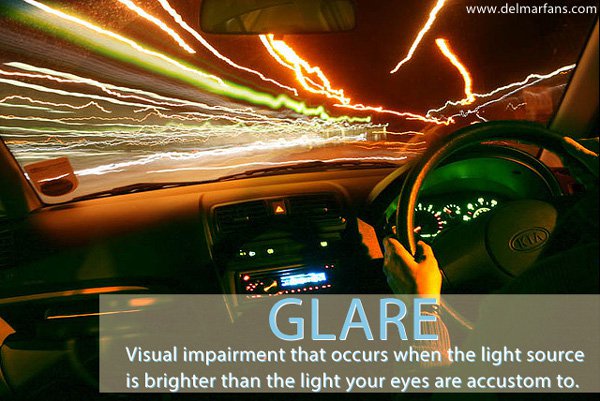 www.delmarfans.com
KIA
GLARE
Visual impairment that occurs when the light source
is brighter than the light your eyes are accustom to.